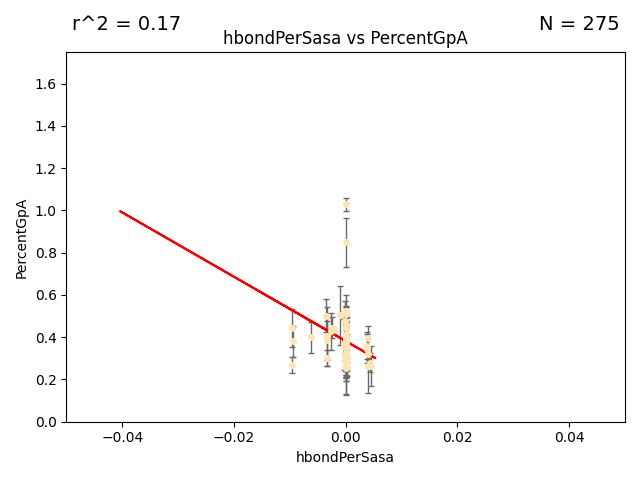 r^2 = 0.17
N = 275
hbondPerSasa vs PercentGpA
1.6
1.4
1.2
1.0
0.8
0.6
0.4
0.2
0.0
PercentGpA
−0.04
−0.02
0.00
0.02
0.04
hbondPerSasa